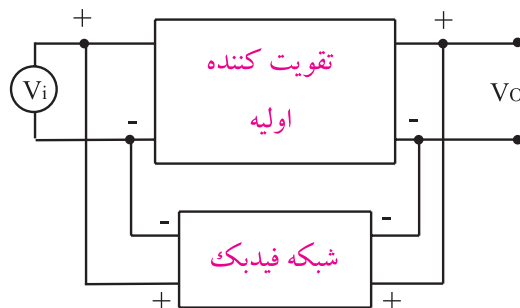 + +
تقویت کننده
Vi
VO
اولیه
- -
- -
شبکه فیدبک
+ +